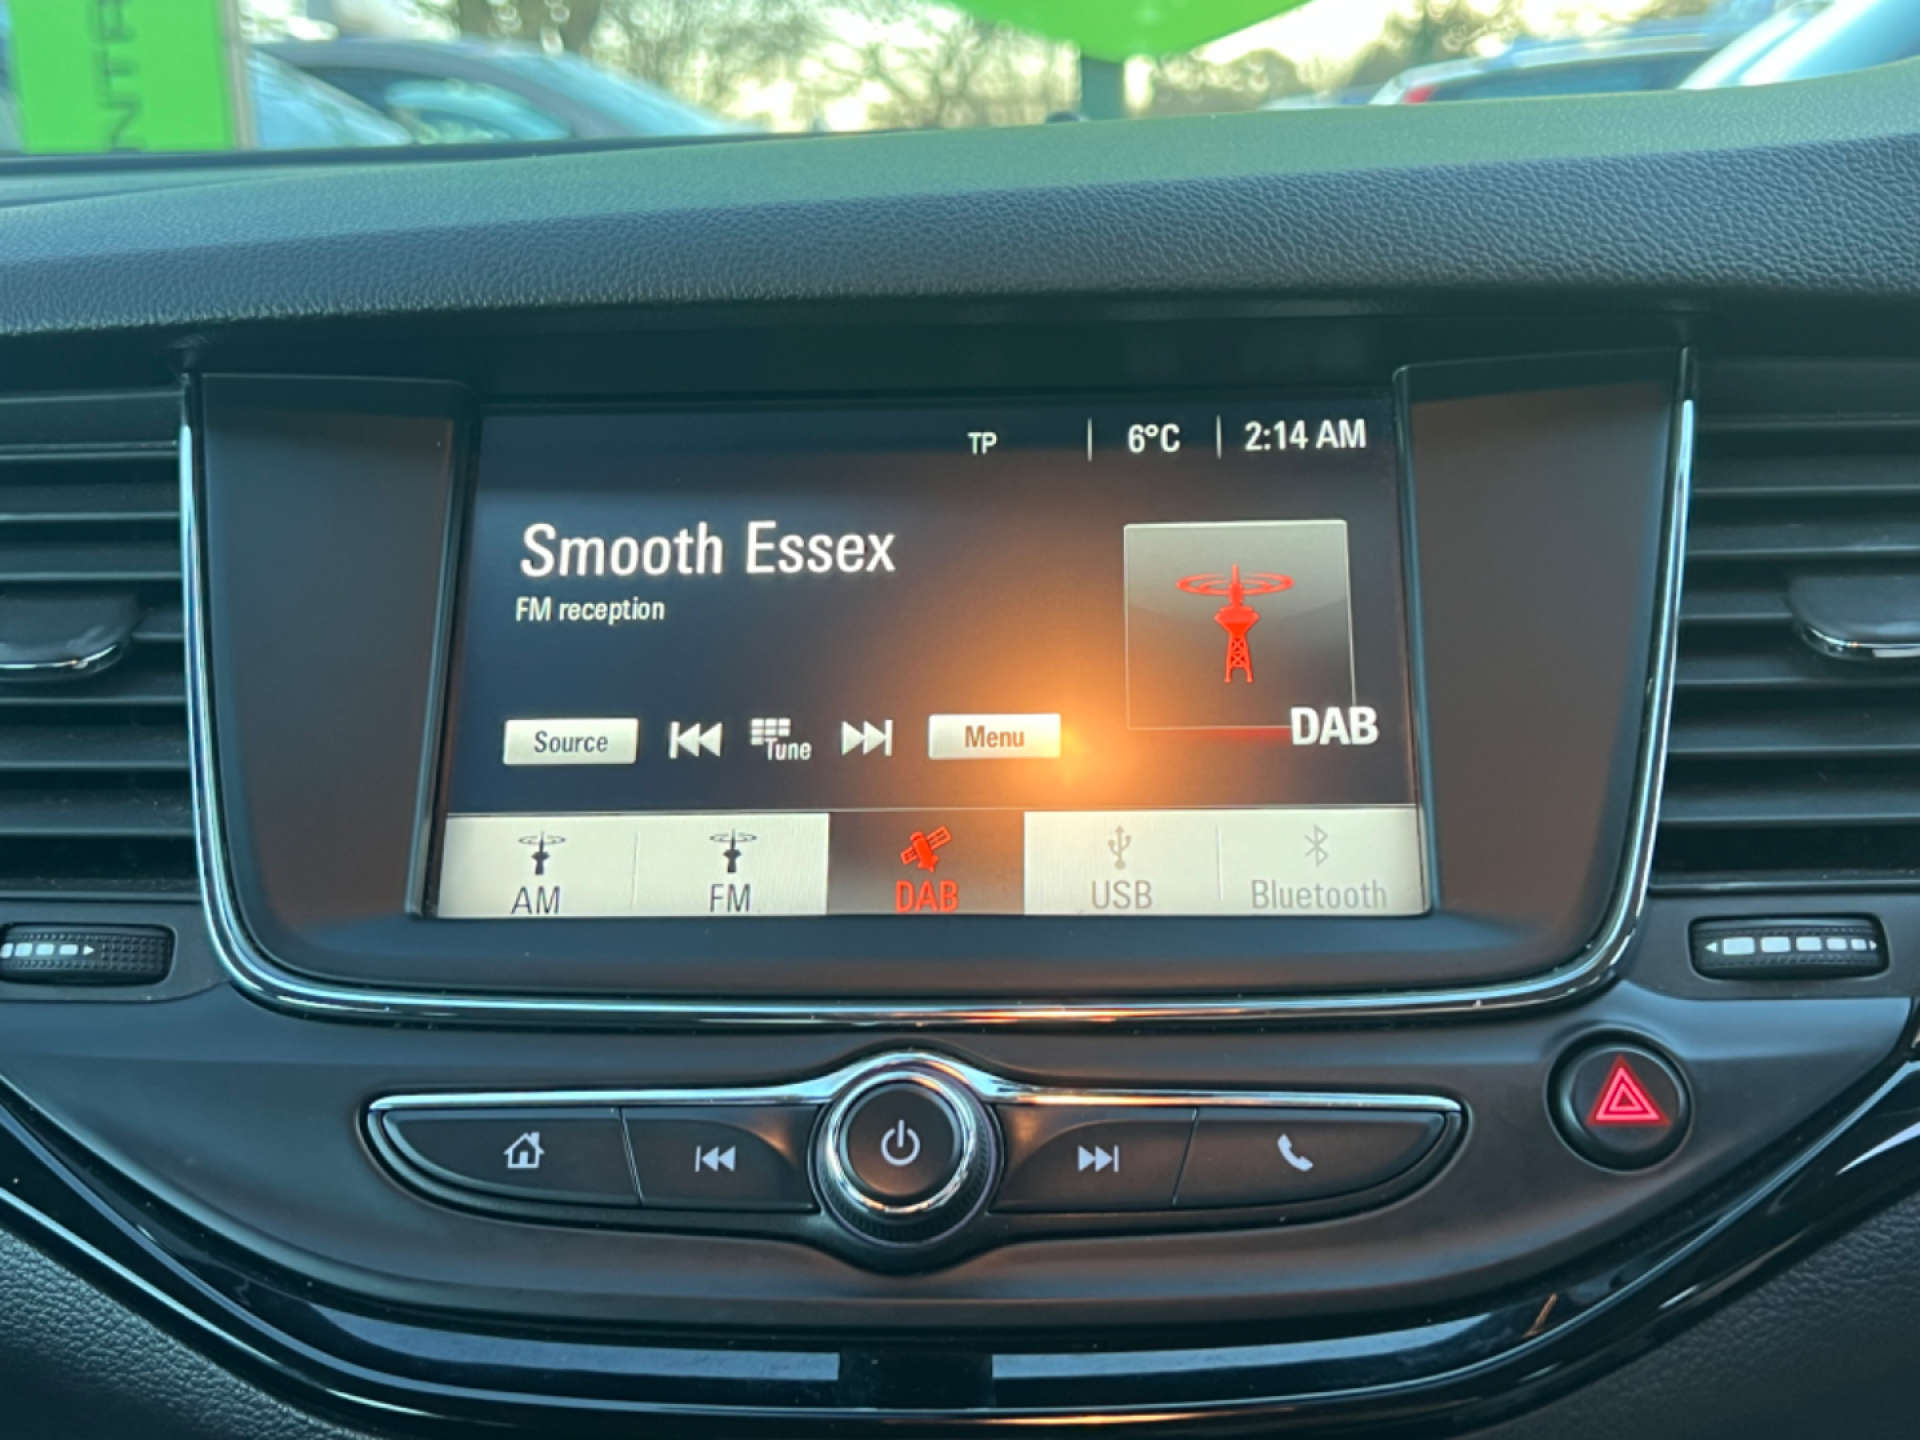 TP 6°C 2:14 AM
Smooth Essex
FM reception
DAB
Source Tune Menu
AM FM DAB USB Bluetooth